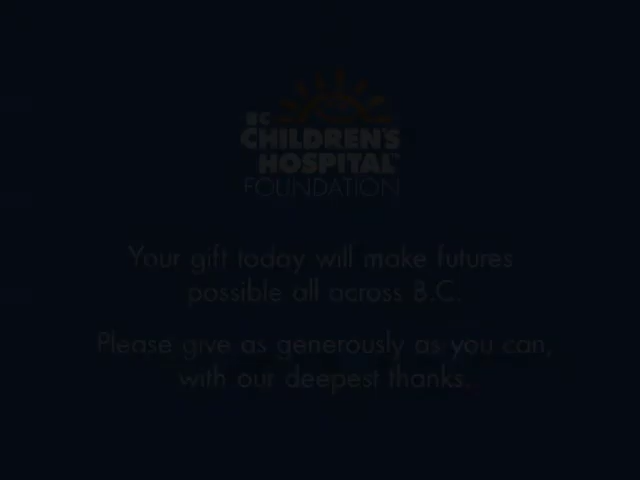 BC
CHILDREN'S
HOSPITAL
FOUNDATION
Your gift today will make futures
possible all across B.C.
Please give as generously as you can,
with our deepest thanks.